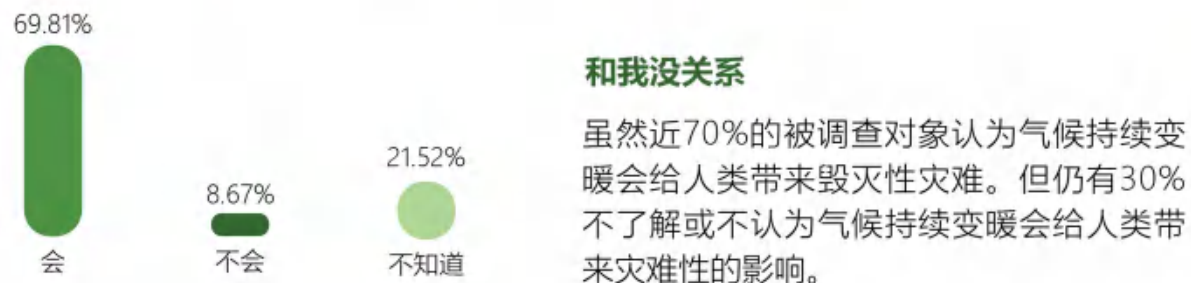 69.81%
8.67%
21.52%
会
不会
不知道
和我没关系
虽然近70%的被调查对象认为气候持续变
暖会给人类带来毁灭性灾难。但仍有30%
不了解或不认为气候持续变暖会给人类带
来灾难性的影响。